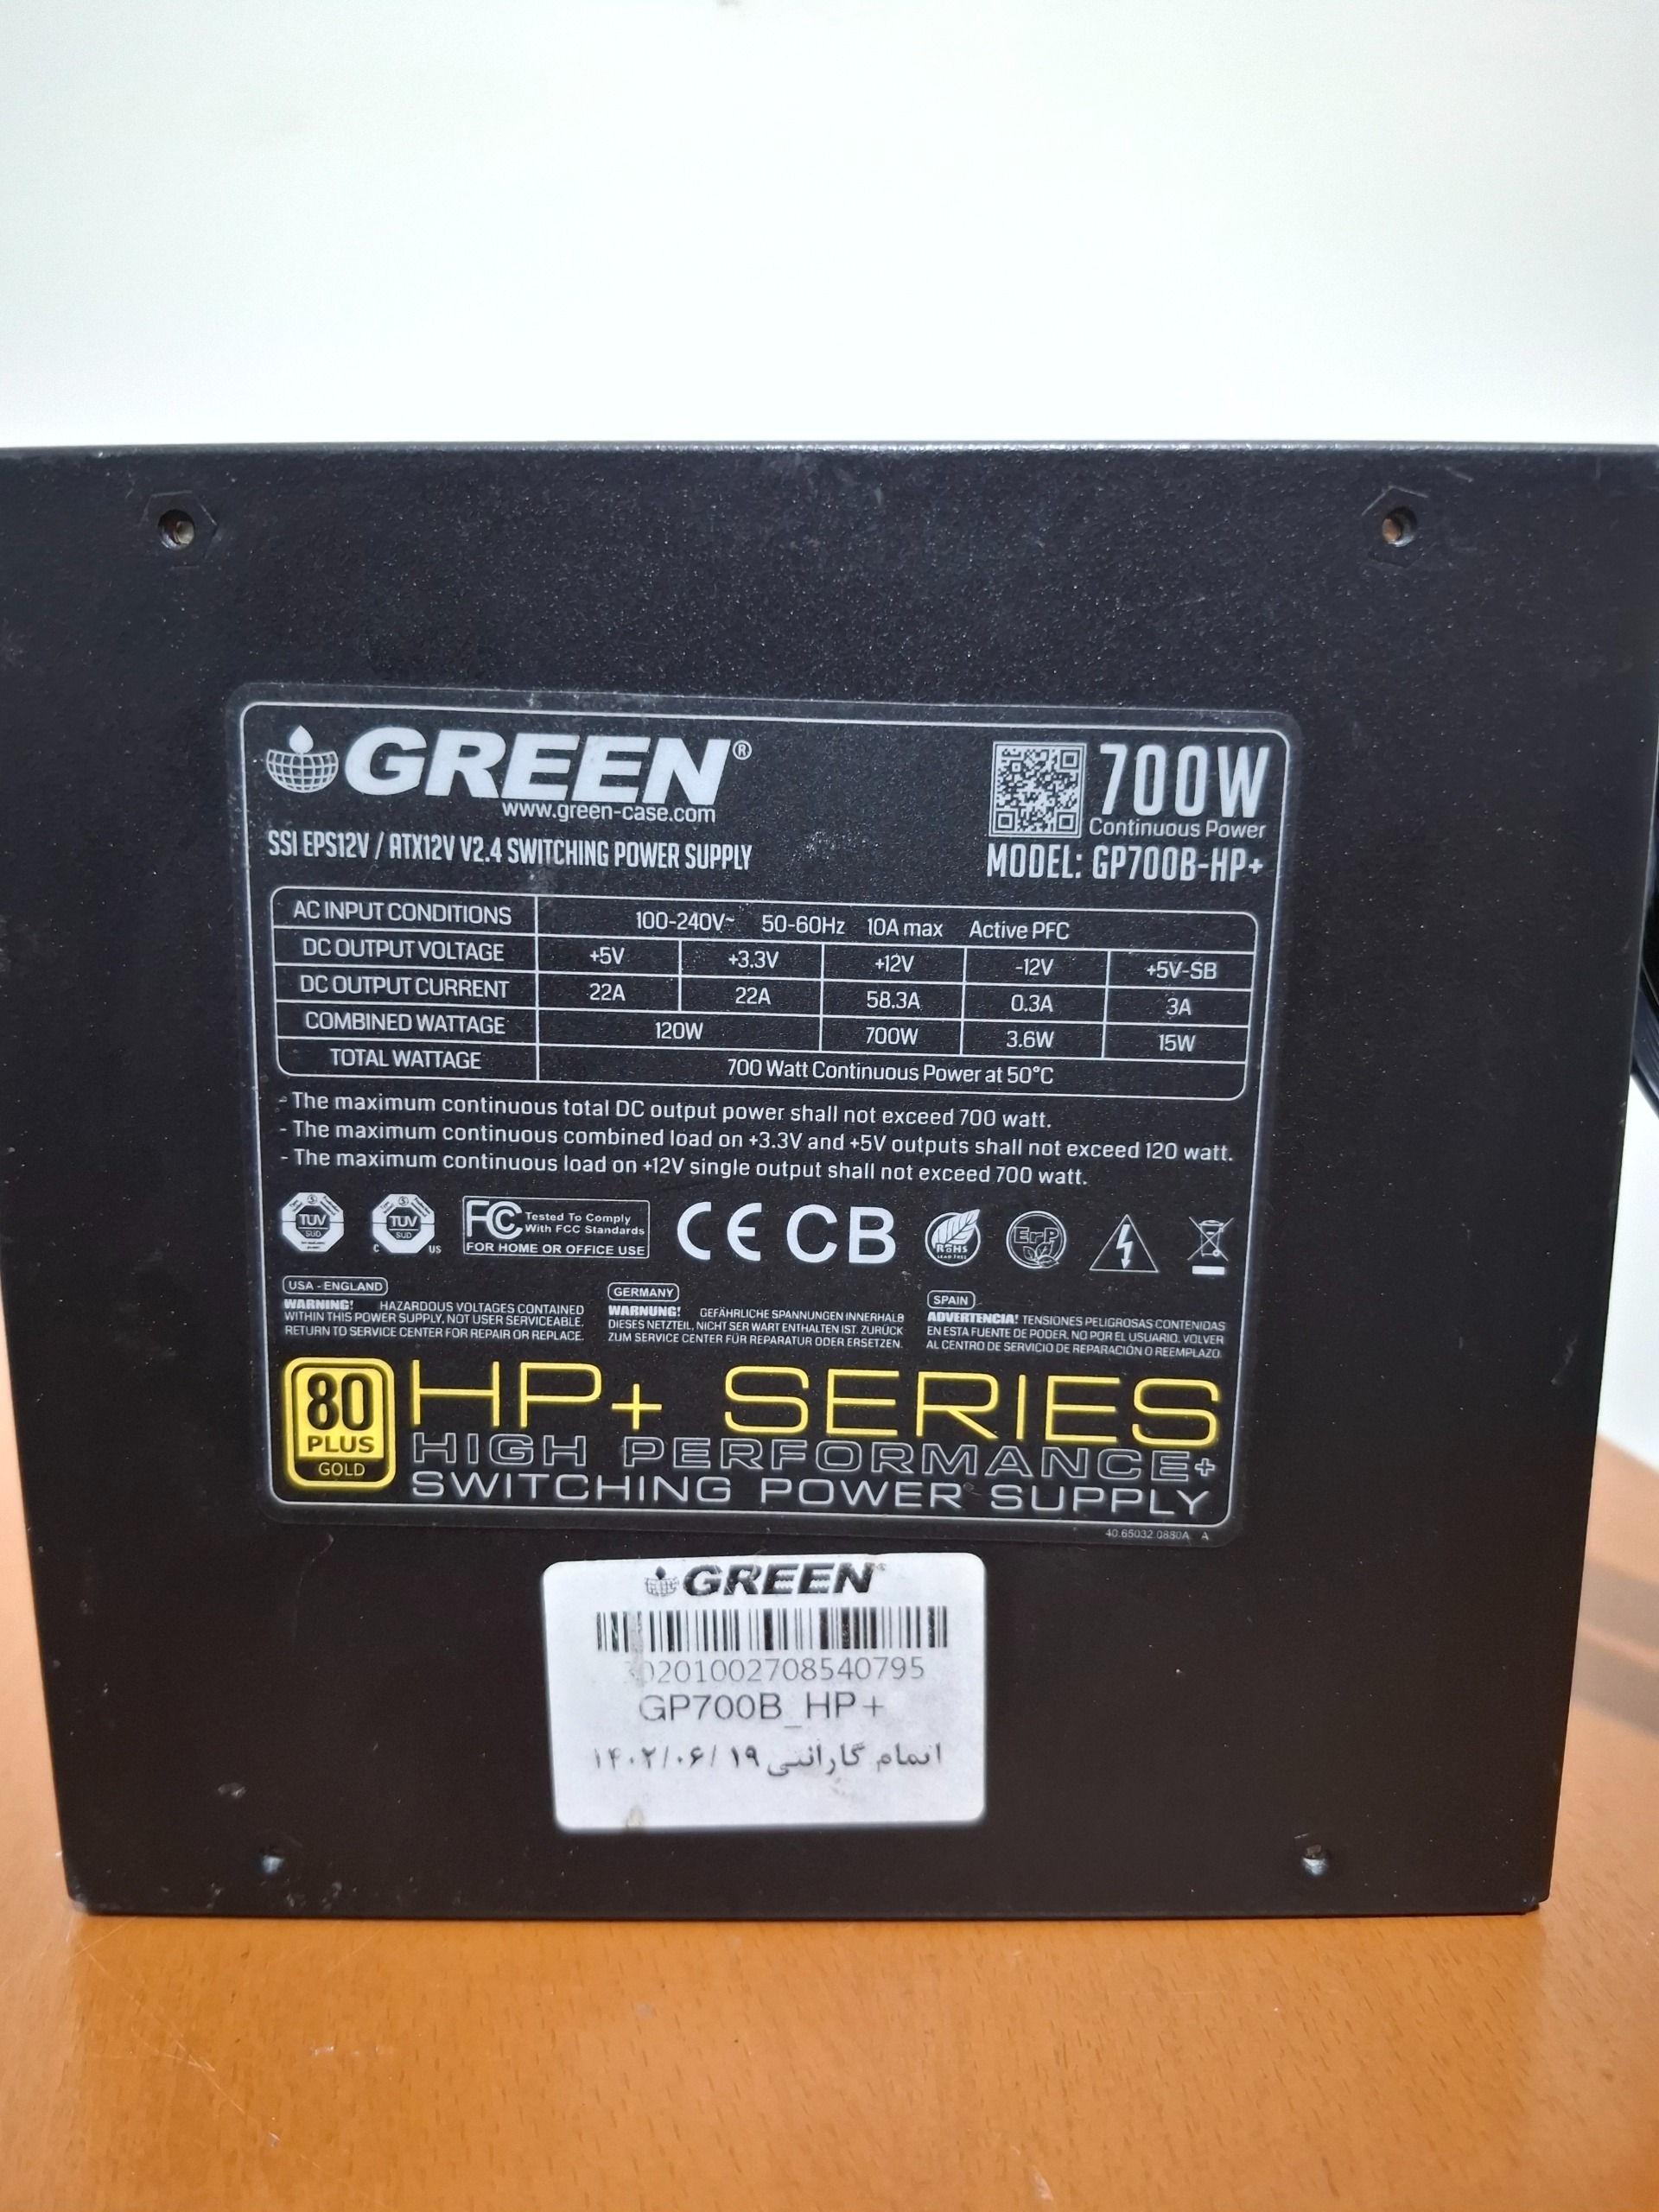 GREEN®
www.green-case.com
SSI EPS12V / ATX12V V2.4 SWITCHING POWER SUPPLY
700W
Continuous Power
MODEL: GP700B-HP+
AC INPUT CONDITIONS 100-240V~ 50-60Hz 10A max Active PFC
DC OUTPUT VOLTAGE +5V +3.3V +12V -12V +5V-SB
DC OUTPUT CURRENT 22A 22A 58.3A 0.3A 3A
COMBINED WATTAGE 120W 700W 3.6W 15W
TOTAL WATTAGE 700 Watt Continuous Power at 50°C
- The maximum continuous total DC output power shall not exceed 700 watt.
- The maximum continuous combined load on +3.3V and +5V outputs shall not exceed 120 watt.
- The maximum continuous load on +12V single output shall not exceed 700 watt.
TUV SUD
TUV SUD C US
FC Tested To Comply
With FCC Standards
FOR HOME OR OFFICE USE
CE CB
RoHS
ErP
USA - ENGLAND
WARNING! HAZARDOUS VOLTAGES CONTAINED
WITHIN THIS POWER SUPPLY, NOT USER SERVICEABLE.
RETURN TO SERVICE CENTER FOR REPAIR OR REPLACE.
GERMANY
WARNUNG! GEFÄHRLICHE SPANNUNGEN INNERHALB
DIESES NETZTEIL, NICHT SER WART ENTHALTEN IST. ZURÜCK
ZUM SERVICE CENTER FÜR REPARATUR ODER ERSETZEN.
SPAIN
ADVERTENCIA! TENSIONES PELIGROSAS CONTENIDAS
EN ESTA FUENTE DE PODER, NO POR EL USUARIO. VOLVER
AL CENTRO DE SERVICIO DE REPARACIÓN O REEMPLAZO.
80
PLUS
GOLD
HP+ SERIES
HIGH PERFORMANCE+
SWITCHING POWER SUPPLY
40.65032.0880A A
GREEN
GP700B_HP+
اتمام گارانتی ۱۴۰۲/۰۶/۱۹